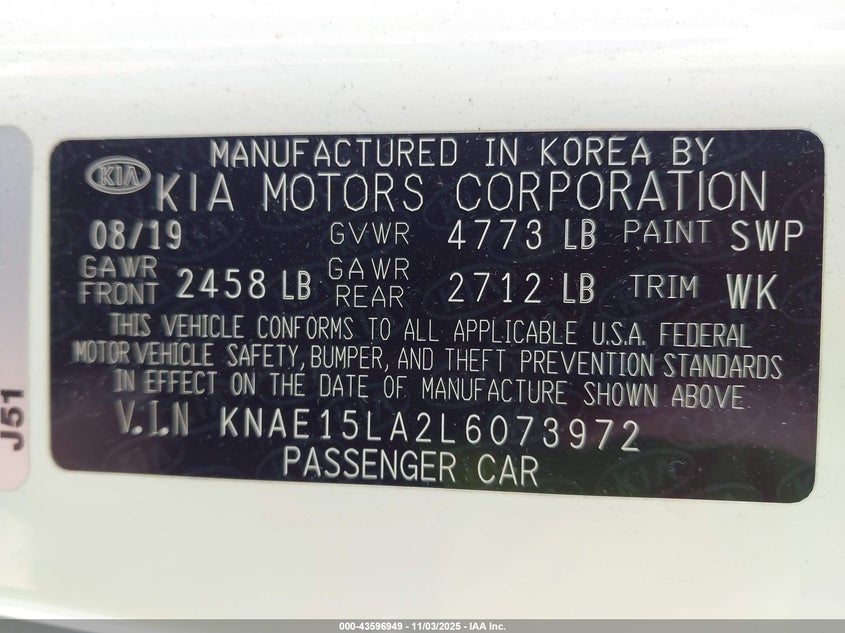 MANUFACTURED IN KOREA BY
KIA KIA MOTORS CORPORATION
08/19 GVWR 4773 LB PAINT SWP
GAWR FRONT 2458 LB GAWR REAR 2712 LB TRIM WK
THIS VEHICLE CONFORMS TO ALL APPLICABLE U.S.A. FEDERAL
MOTOR VEHICLE SAFETY, BUMPER, AND THEFT PREVENTION STANDARDS
IN EFFECT ON THE DATE OF MANUFACTURE SHOWN ABOVE
V.I.N KNAE15LA2L6073972
PASSENGER CAR
J51
000-43596949 - 11/03/2025 - IAA Inc.